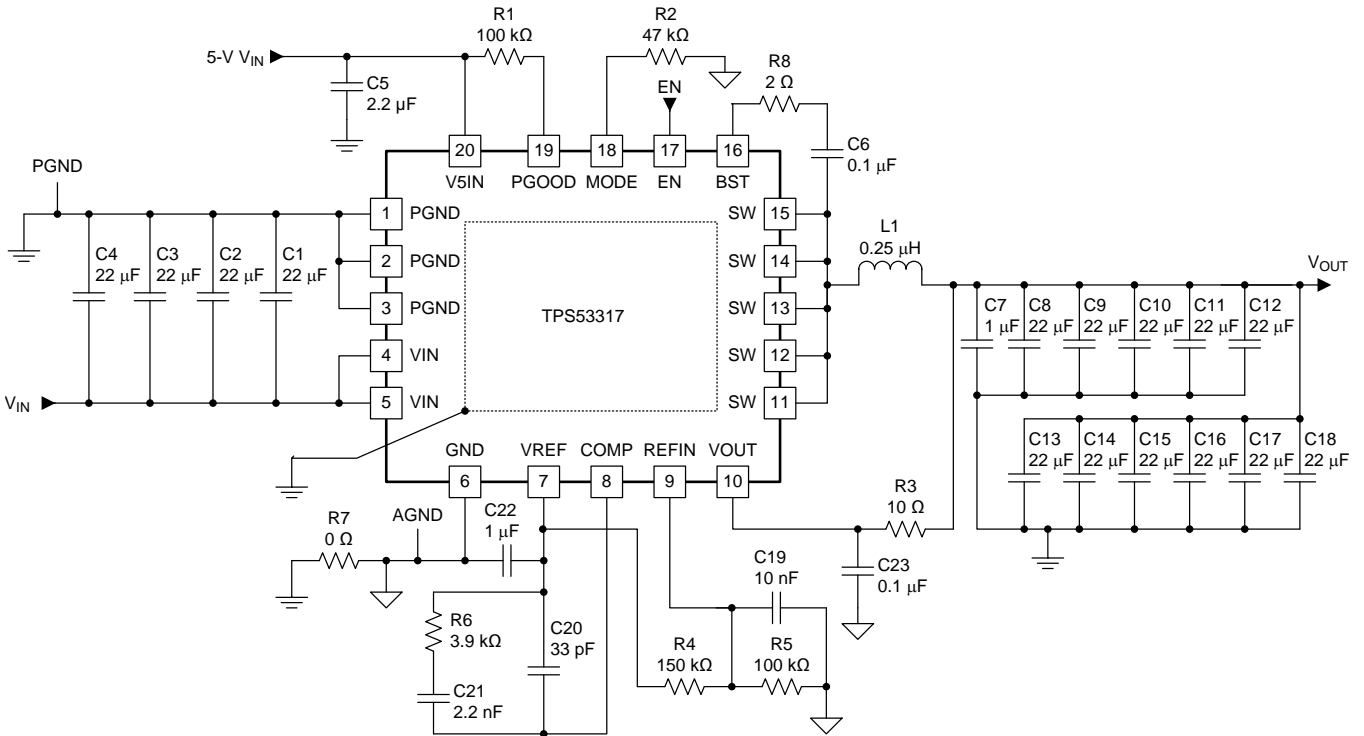 R1
100 kΩ
R2
47 kΩ
5-V VIN
C5
2.2 µF
EN
R8
2 Ω
C6
0.1 µF
20
19
18
17
16
V5IN
PGOOD
MODE
EN
BST
PGND
1
PGND
2
PGND
3
PGND
4
VIN
5
VIN
VIN
C4
22 µF
C3
22 µF
C2
22 µF
C1
22 µF
TPS53317
SW
15
SW
14
SW
13
SW
12
SW
11
L1
0.25 µH
VOUT
C7
1 µF
C8
22 µF
C9
22 µF
C10
22 µF
C11
22 µF
C12
22 µF
C13
22 µF
C14
22 µF
C15
22 µF
C16
22 µF
C17
22 µF
C18
22 µF
GND
VREF
COMP
REFIN
VOUT
6
7
8
9
10
R7
0 Ω
AGND
C22
1 µF
R3
10 Ω
C23
0.1 µF
C19
10 nF
R6
3.9 kΩ
C20
33 pF
R4
150 kΩ
R5
100 kΩ
C21
2.2 nF